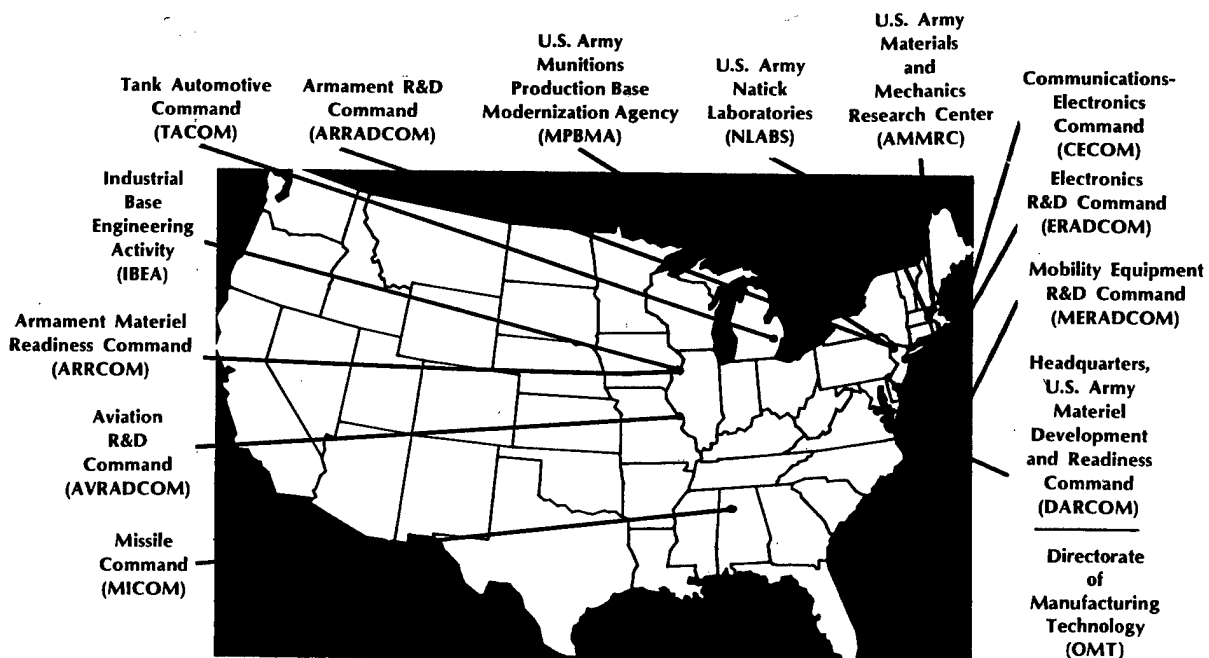 Tank Automotive
Command
(TACOM)
Armament R&D
Command
(ARRADCOM)
U.S. Army
Munitions
Production Base
Modernization Agency
(MPBMA)
U.S. Army
Natick
Laboratories
(NLABS)
U.S. Army
Materials
and
Mechanics
Research Center
(AMMRC)
Communications-
Electronics
Command
(CECOM)
Electronics
R&D Command
(ERADCOM)
Mobility Equipment
R&D Command
(MERADCOM)
Headquarters,
U.S. Army
Materiel
Development
and Readiness
Command
(DARCOM)
Directorate
of
Manufacturing
Technology
(OMT)
Industrial
Base
Engineering
Activity
(IBEA)
Armament Materiel
Readiness Command
(ARRCOM)
Aviation
R&D
Command
(AVRADCOM)
Missile
Command
(MICOM)